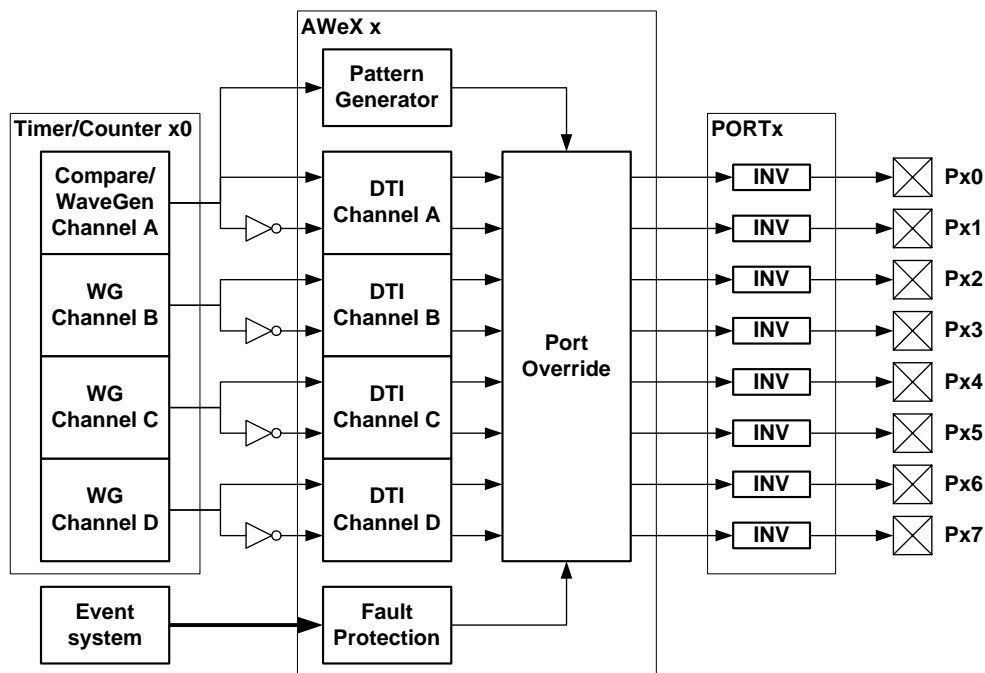 AWeX x
Pattern
Generator
Timer/Counter x0
PORTx
Compare/
WaveGen
Channel A
DTI
Channel A
INV
Px0
INV
Px1
WG
Channel B
DTI
Channel B
INV
Px2
INV
Px3
Port
Override
WG
Channel C
DTI
Channel C
INV
Px4
INV
Px5
WG
Channel D
DTI
Channel D
INV
Px6
INV
Px7
Event
system
Fault
Protection